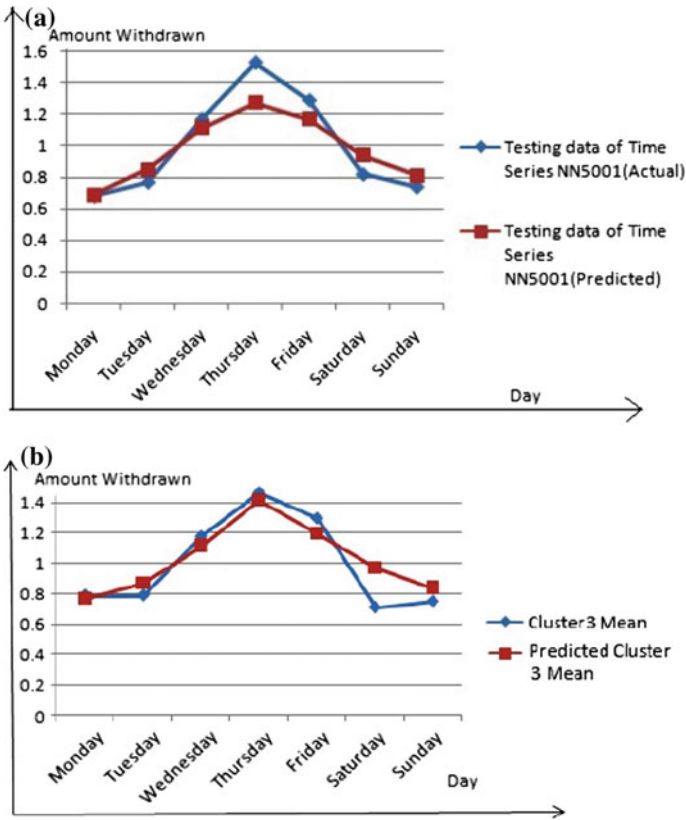 (a)
Amount Withdrawn
1.6
1.4
1.2
1
0.8
0.6
0.4
0.2
0
Monday
Tuesday
Wednesday
Thursday
Friday
Saturday
Sunday
Day
Testing data of Time
Series NN5001(Actual)
Testing data of Time
Series
NN5001(Predicted)
(b)
Amount Withdrawn
1.4
1.2
1
0.8
0.6
0.4
0.2
0
Monday
Tuesday
Wednesday
Thursday
Friday
Saturday
Sunday
Day
Cluster3 Mean
Predicted Cluster
3 Mean